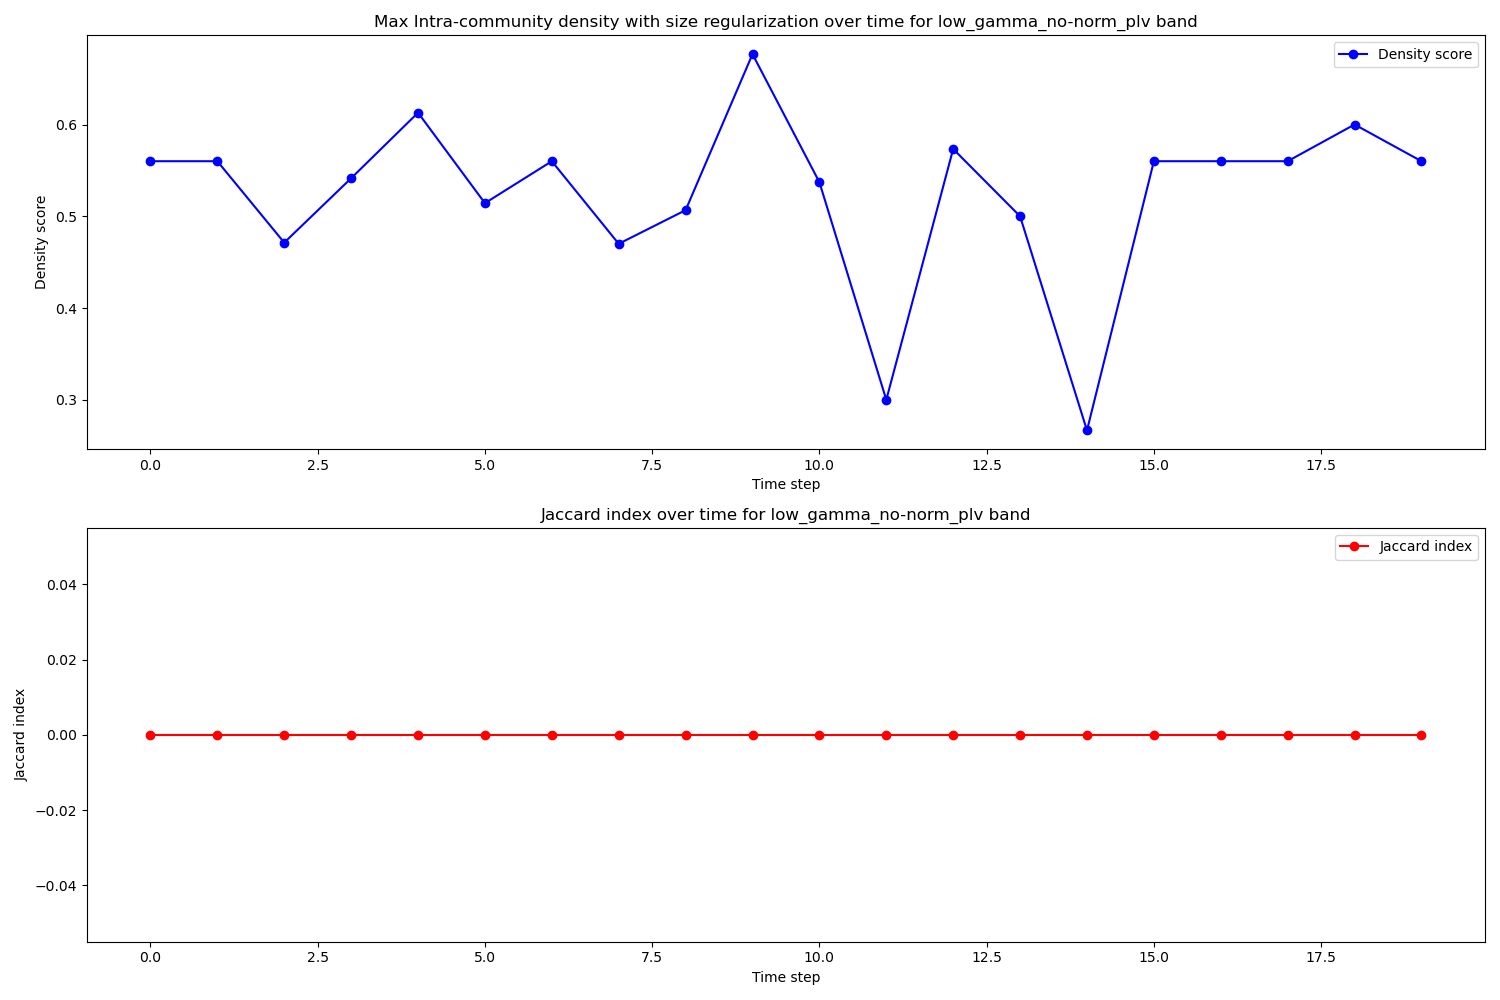 Max Intra-community density with size regularization over time for low_gamma_no-norm_plv band
Density score
0.6
0.5
0.4
0.3
Density score
0.0 2.5 5.0 7.5 10.0 12.5 15.0 17.5
Time step
Jaccard index over time for low_gamma_no-norm_plv band
Jaccard index
0.04
0.02
0.00
−0.02
−0.04
Jaccard index
0.0 2.5 5.0 7.5 10.0 12.5 15.0 17.5
Time step